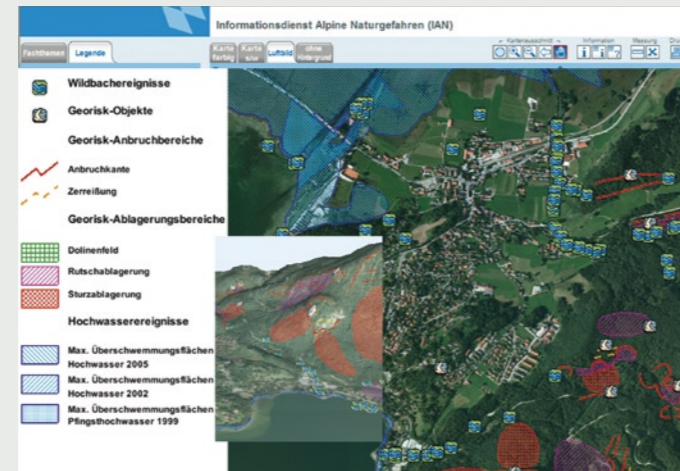 Informationsdienst Alpine Naturgefahren (IAN)
Fachthemen
Legende
Karte farbig
Karte s/w
Luftbild
ohne Hintergrund
Kartenausschnitt
Information
Messung
Wildbachereignisse
Georisk-Objekte
Georisk-Anbruchbereiche
Anbruchkante
Zerreißung
Georisk-Ablagerungsbereiche
Dolinenfeld
Rutschablagerung
Sturzablagerung
Hochwasserereignisse
Max. Überschwemmungsflächen
Hochwasser 2005
Max. Überschwemmungsflächen
Hochwasser 2002
Max. Überschwemmungsflächen
Pfingsthochwasser 1999